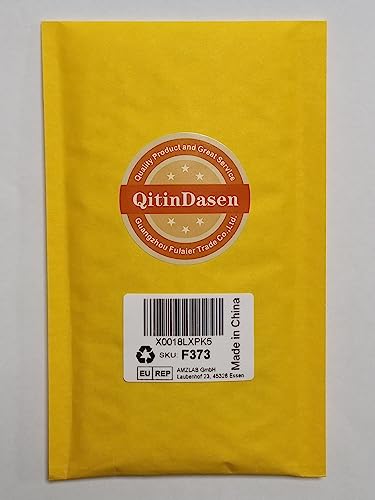 Quality Product and Great Service
QitinDasen
Guangzhou Fulaier Trade Co.,Ltd.
X0018LXPK5
SKU: F373
EU REP
AMZLAB GmbH
Laubenhof 23, 45326 Essen
Made in China